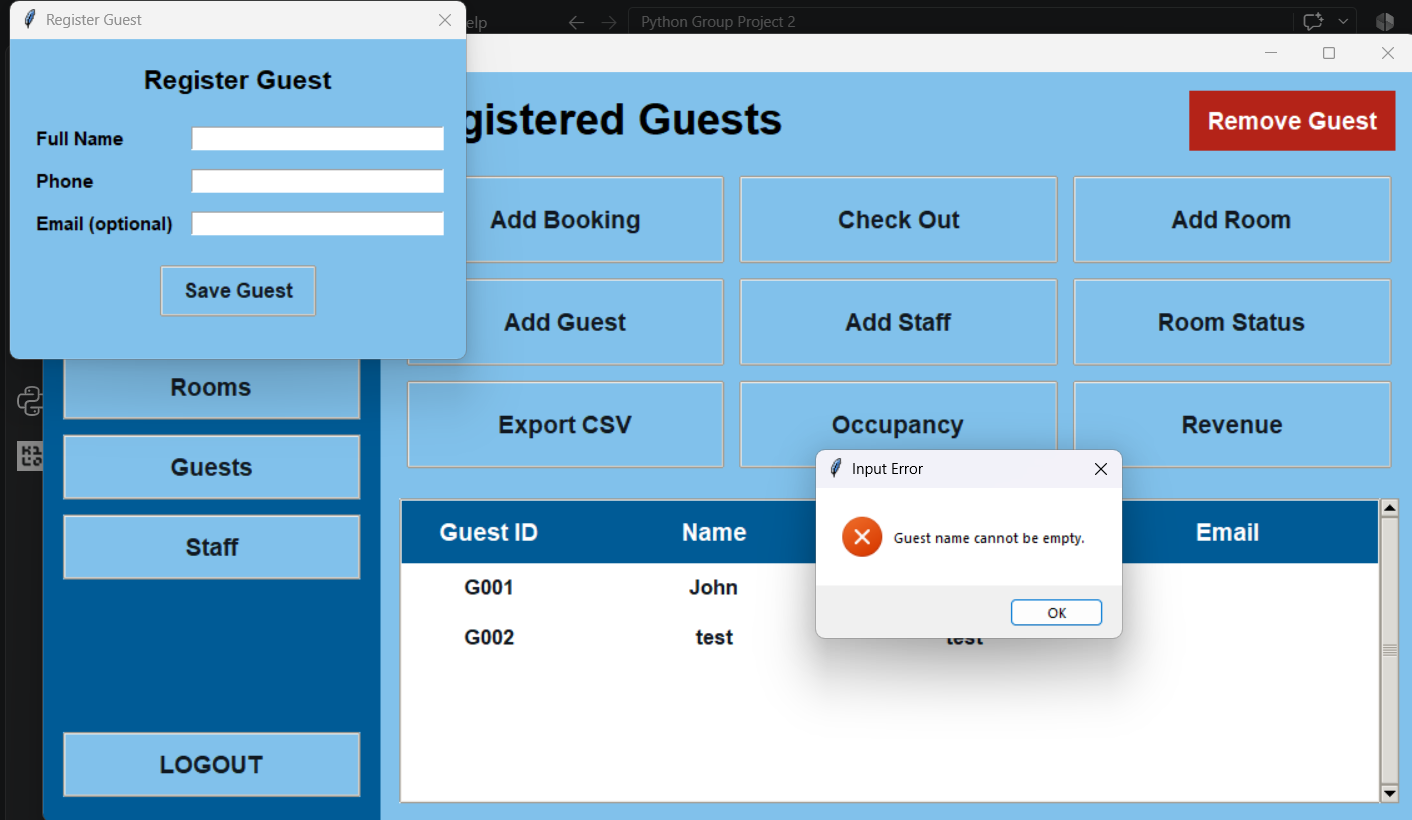 Register Guest
elp
Python Group Project 2
Register Guest
Full Name
Phone
Email (optional)
Save Guest
gistered Guests
Remove Guest
Add Booking
Check Out
Add Room
Add Guest
Add Staff
Room Status
Export CSV
Occupancy
Revenue
Rooms
Guests
Staff
LOGOUT
Input Error
Guest name cannot be empty.
OK
Guest ID Name Email
G001 John
G002 test test